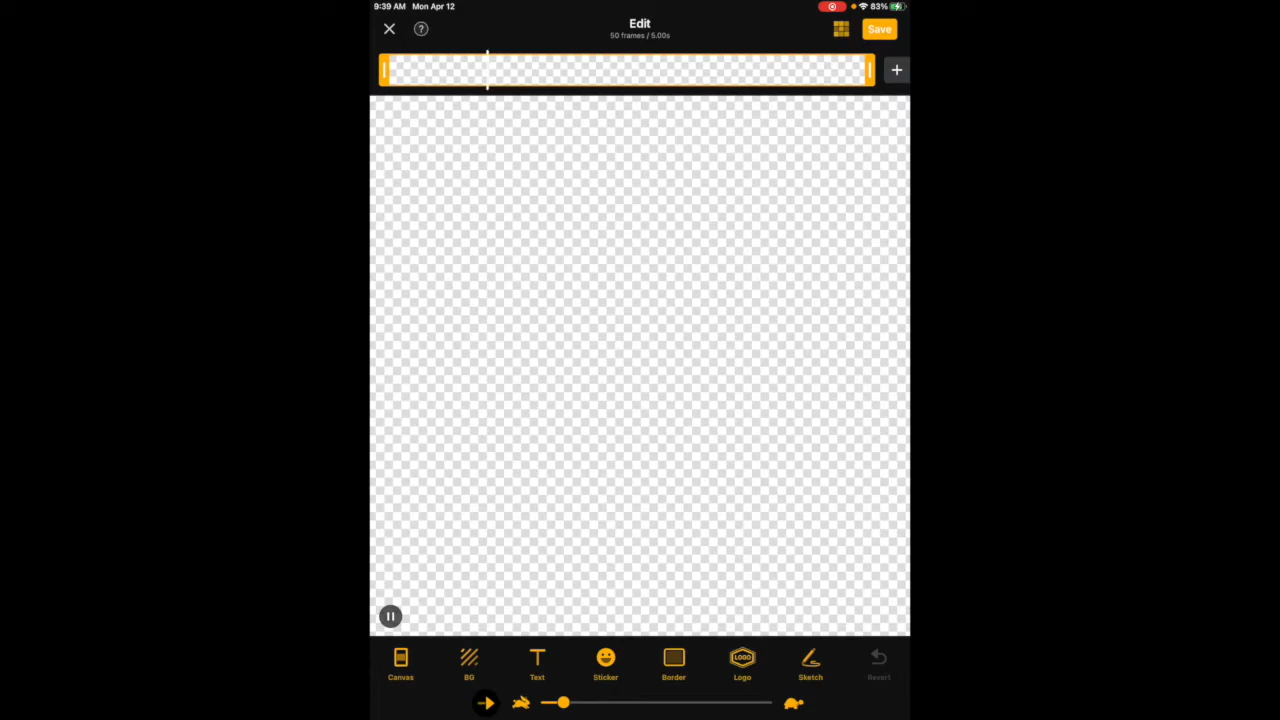 9:39 AM Mon Apr 12
83%
Edit
50 frames / 5.00s
Save
Canvas
BG
Text
Sticker
Border
LOGO
Logo
Sketch
Revert